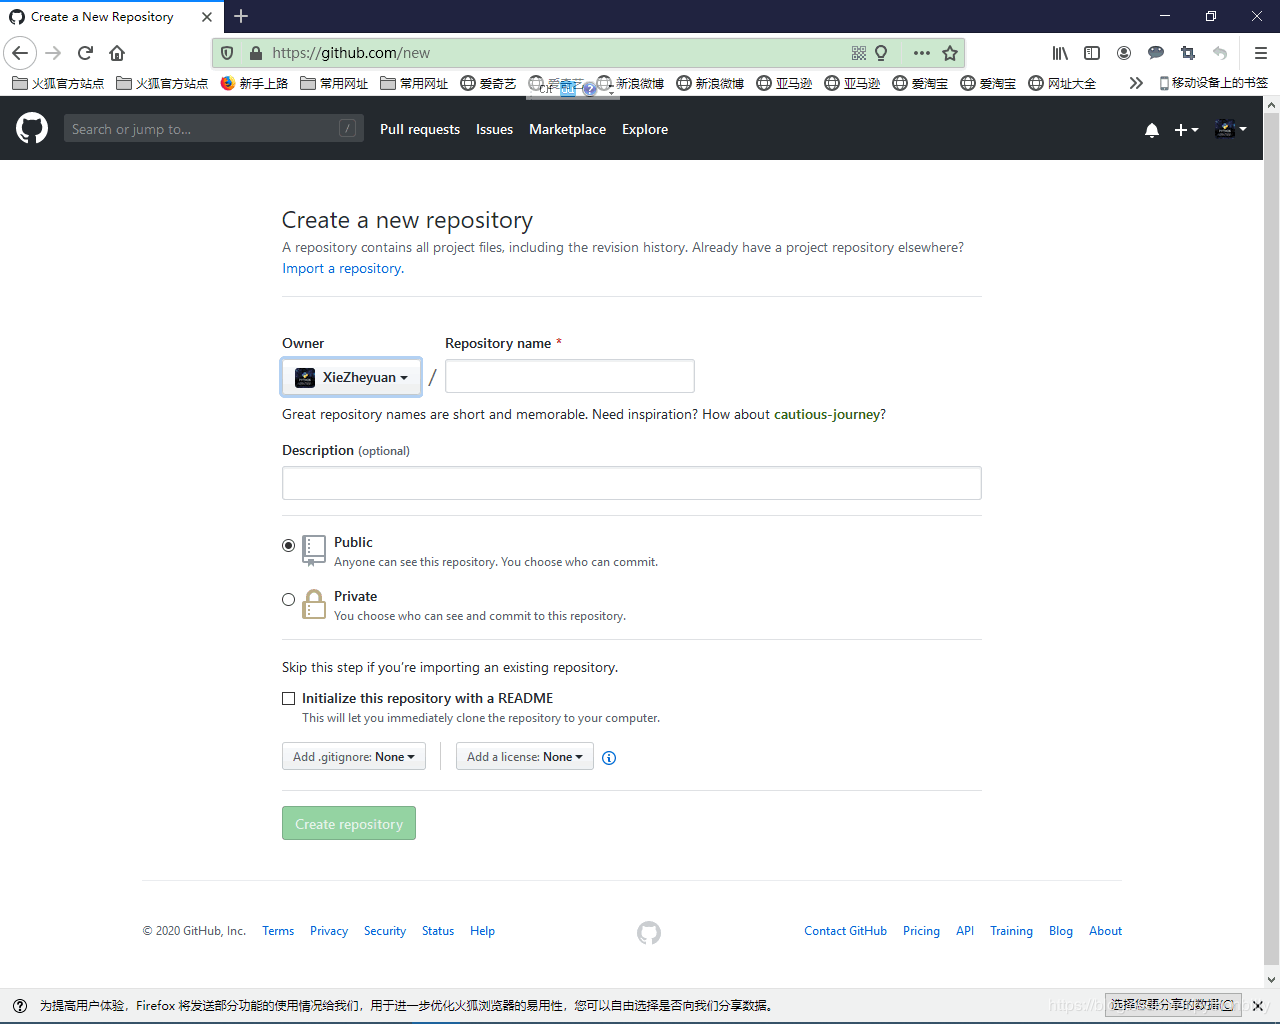 Create a New Repository
https://github.com/new
火狐官方站点 火狐官方站点 新手上路 常用网址 常用网址 爱奇艺 爱奇艺 新浪微博 新浪微博 亚马逊 亚马逊 爱淘宝 爱淘宝 网址大全 移动设备上的书签
CH
Search or jump to… / Pull requests Issues Marketplace Explore
Create a new repository
A repository contains all project files, including the revision history. Already have a project repository elsewhere?
Import a repository.
Owner Repository name *
XieZheyuan /
Great repository names are short and memorable. Need inspiration? How about cautious-journey?
Description (optional)
Public
Anyone can see this repository. You choose who can commit.
Private
You choose who can see and commit to this repository.
Skip this step if you’re importing an existing repository.
Initialize this repository with a README
This will let you immediately clone the repository to your computer.
Add .gitignore: None Add a license: None
Create repository
© 2020 GitHub, Inc. Terms Privacy Security Status Help Contact GitHub Pricing API Training Blog About
为提高用户体验，Firefox 将发送部分功能的使用情况给我们，用于进一步优化火狐浏览器的易用性，您可以自由选择是否向我们分享数据。 选择您要分享的数据(C)